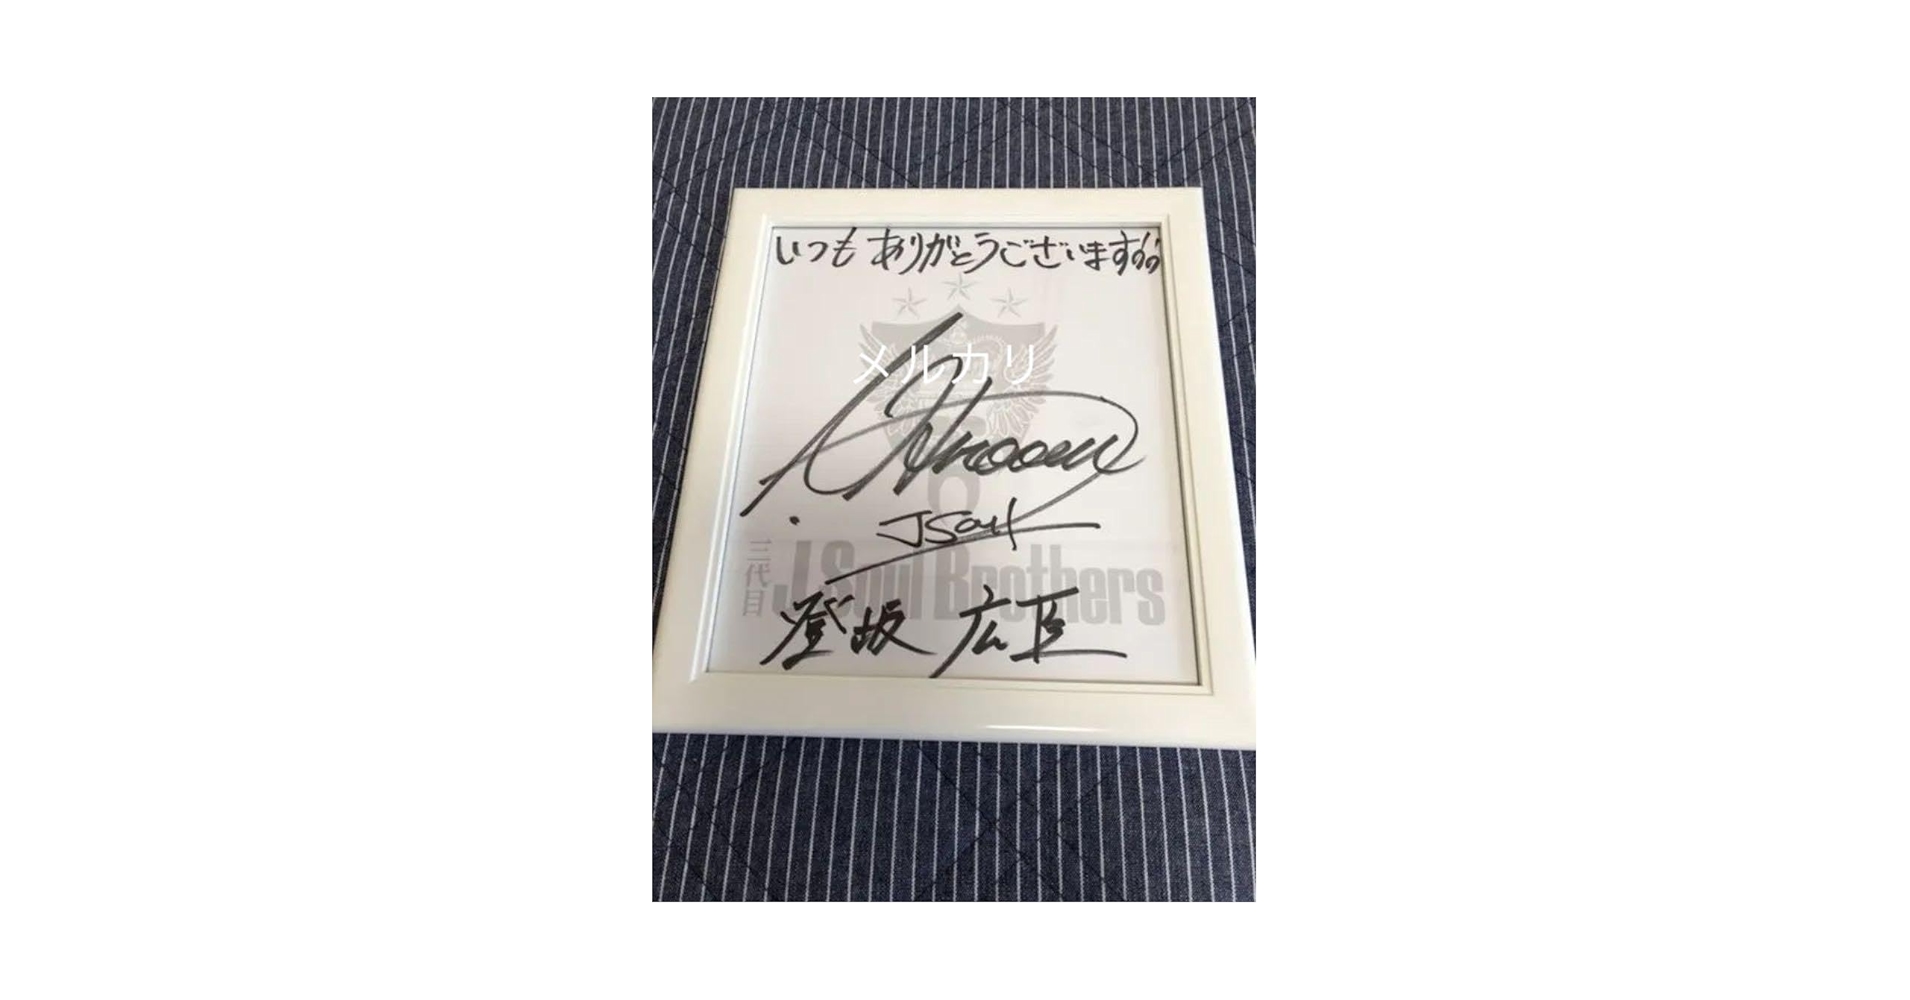 いつもありがとうございます!!
メルカリ
J Soul
三代目
J Soul Brothers
登坂 広臣